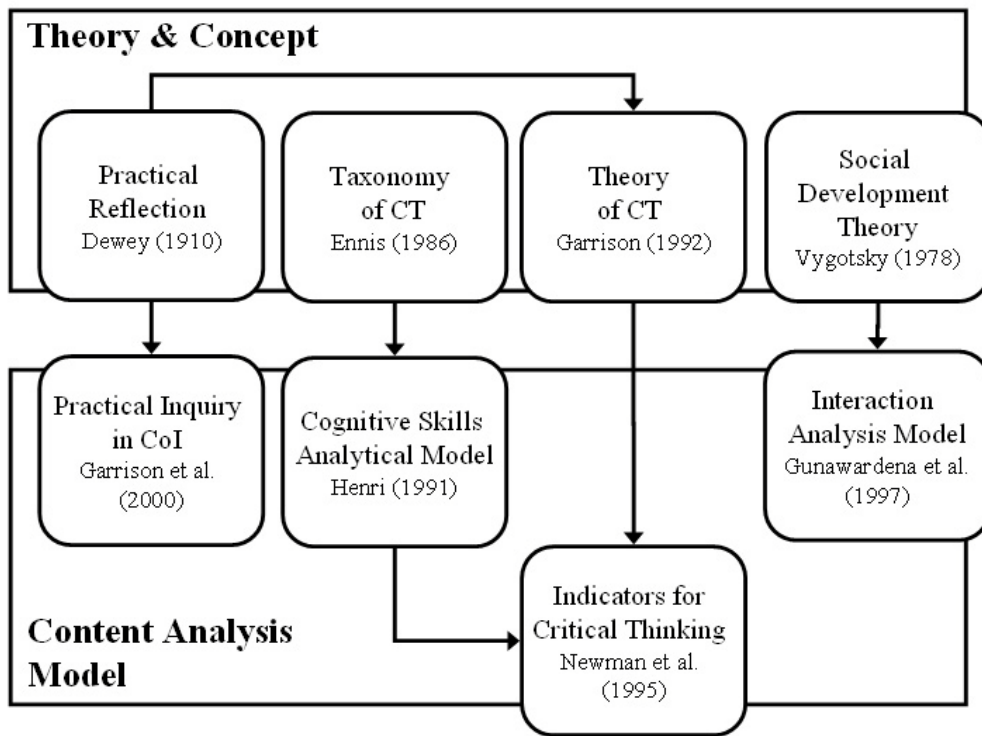 Theory & Concept
Practical
Reflection
Dewey (1910)
Taxonomy
of CT
Ennis (1986)
Theory
of CT
Garrison (1992)
Social
Development
Theory
Vygotsky (1978)
Practical Inquiry
in CoI
Garrison et al.
(2000)
Cognitive Skills
Analytical Model
Henri (1991)
Interaction
Analysis Model
Gunawardena et al.
(1997)
Indicators for
Critical Thinking
Newman et al.
(1995)
Content Analysis
Model